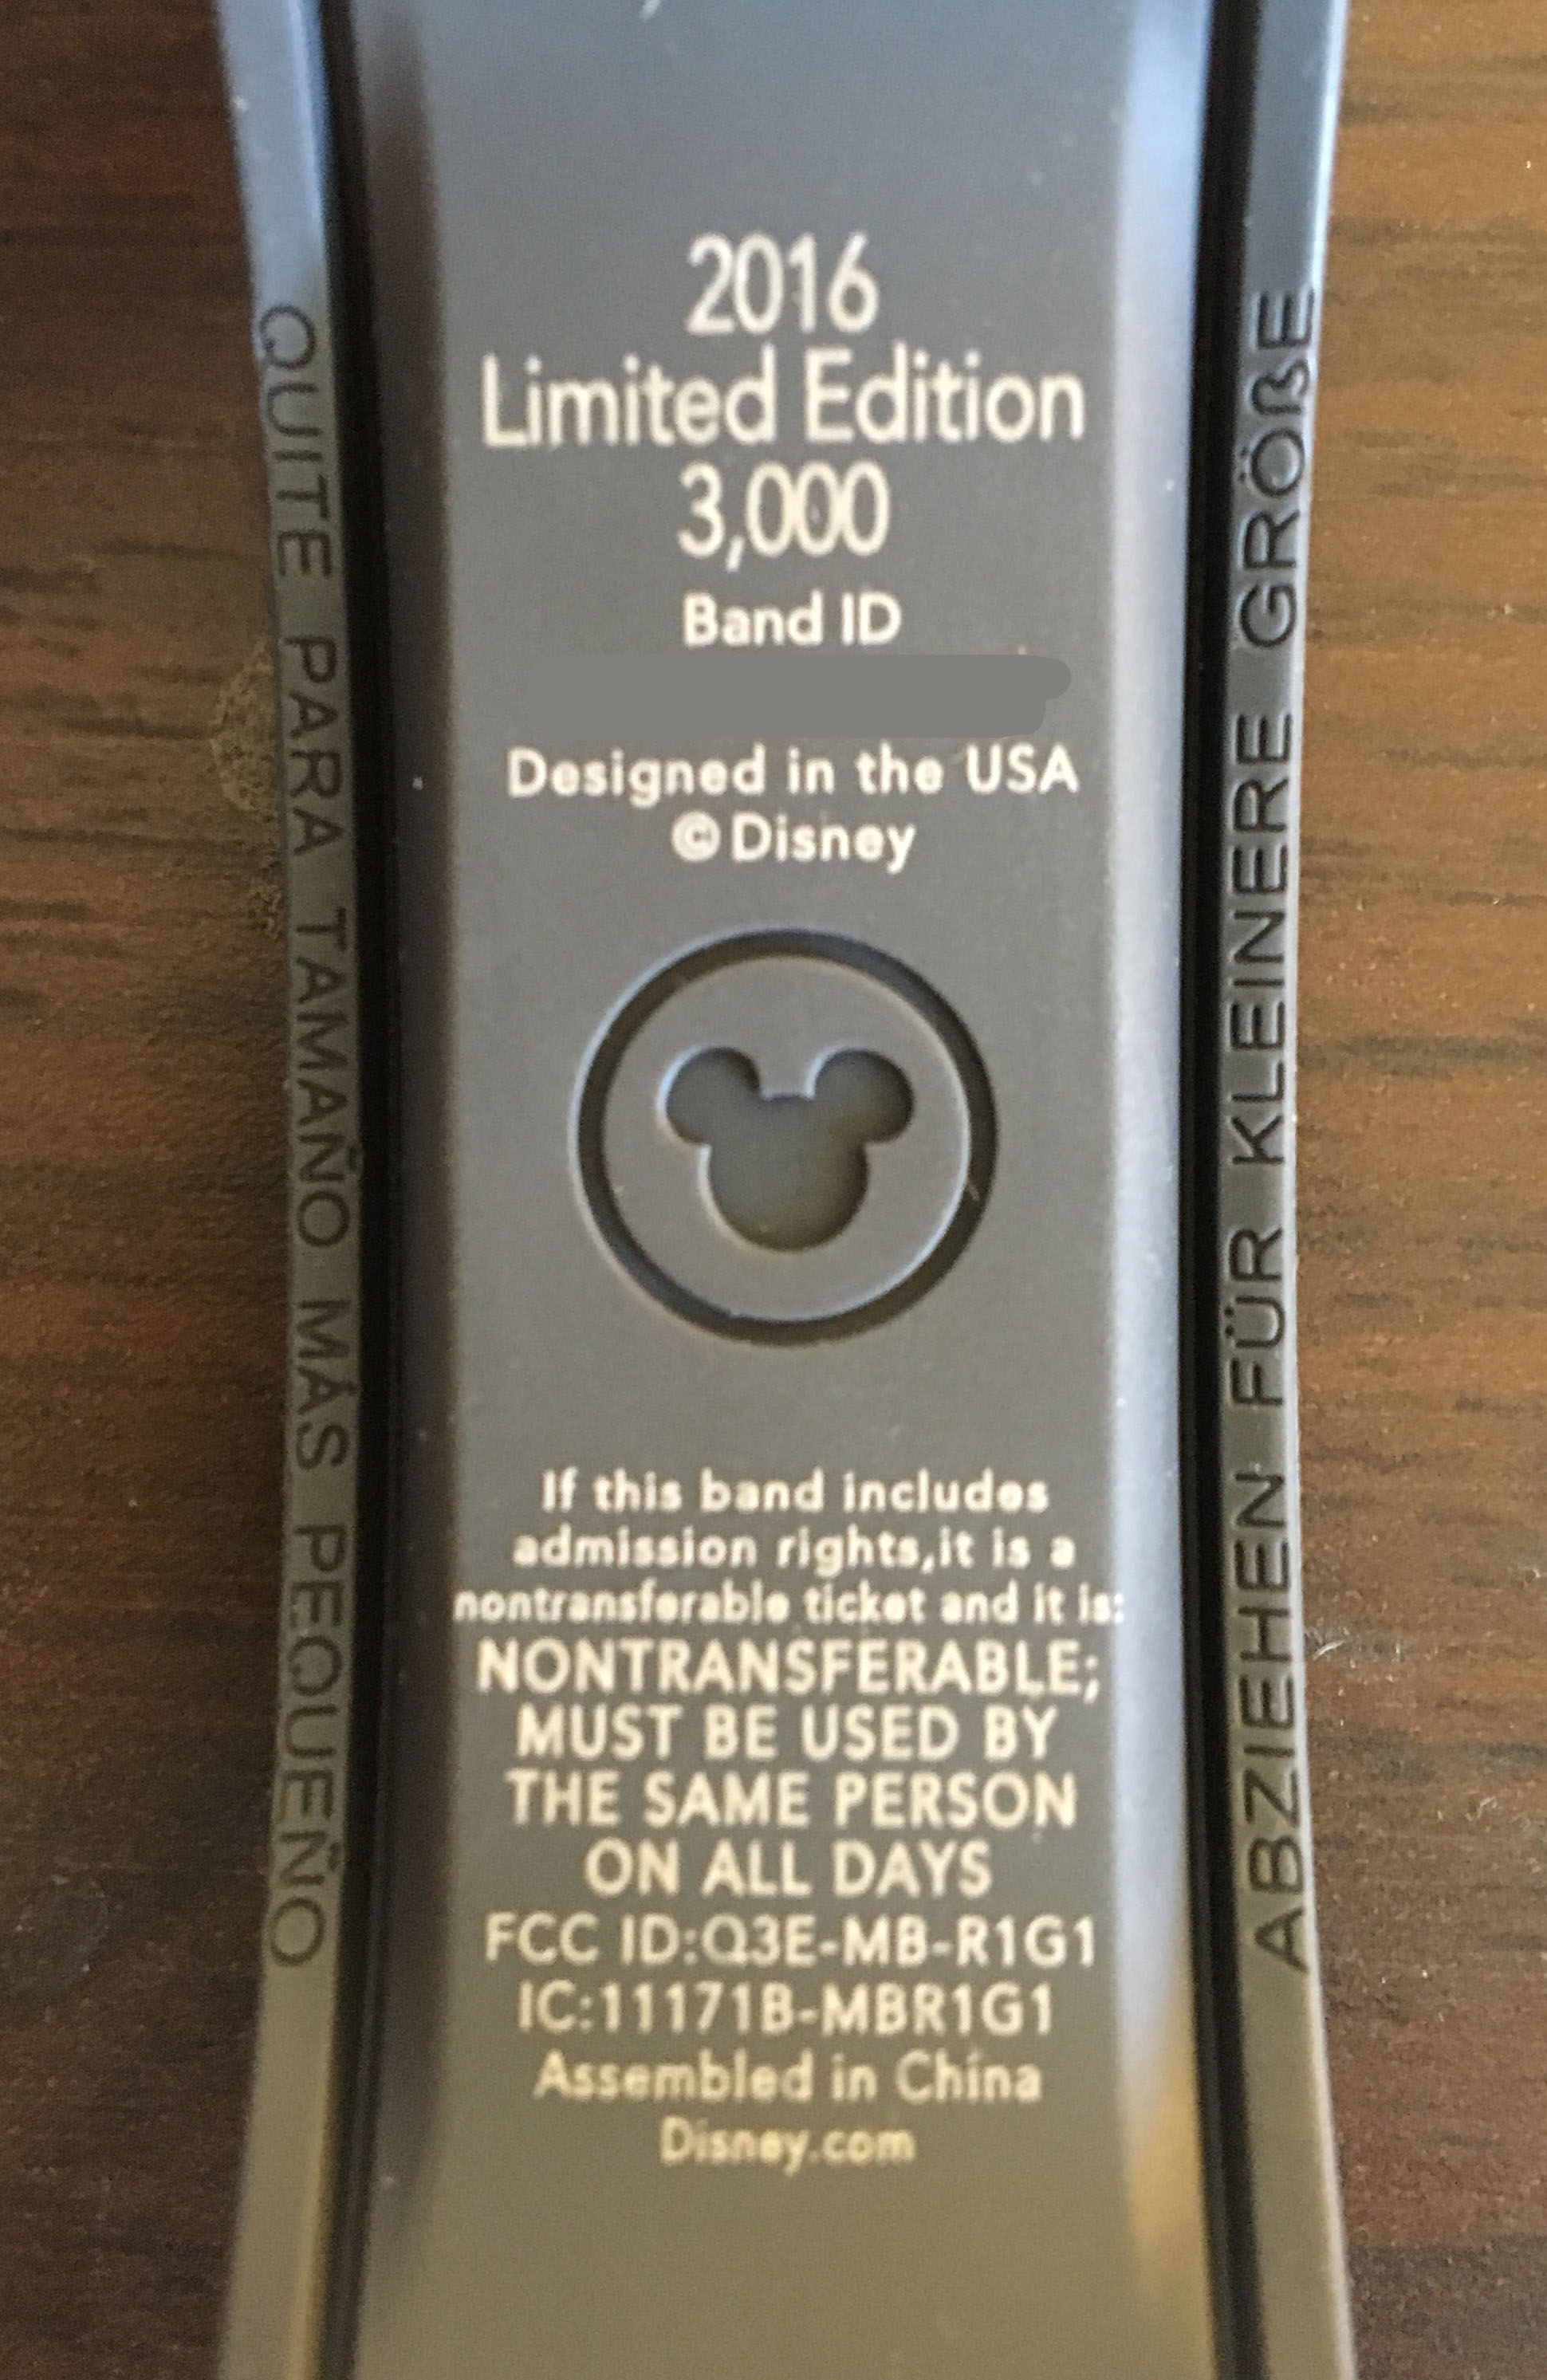 2016
Limited Edition
3,000
Band ID
Designed in the USA
©Disney
If this band includes
admission rights,it is a
nontransferable ticket and it is:
NONTRANSFERABLE;
MUST BE USED BY
THE SAME PERSON
ON ALL DAYS
FCC ID:Q3E-MB-R1G1
IC:11171B-MBR1G1
Assembled in China
Disney.com
QUITE PARA TAMAÑO MÁS PEQUEÑO
ABZIEHEN FÜR KLEINERE GRÖßE